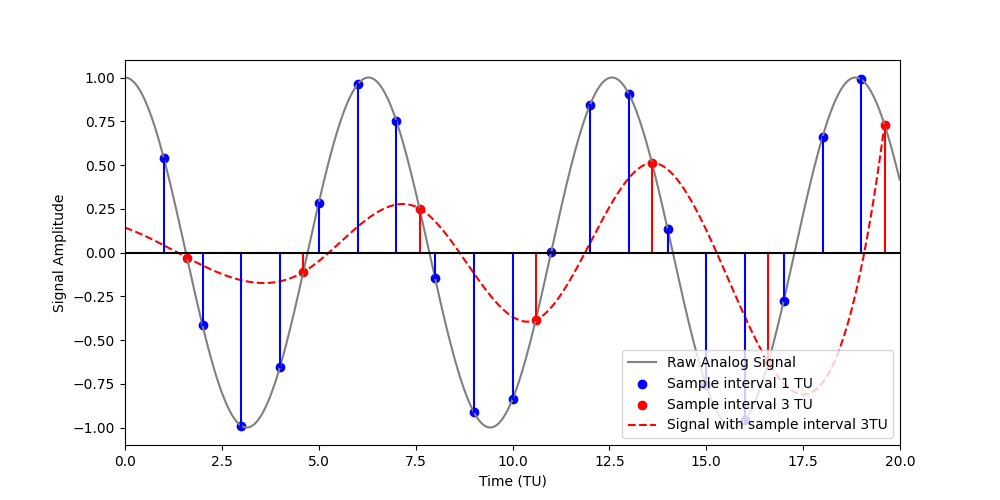 1.00
0.75
0.50
0.25
0.00
−0.25
−0.50
−0.75
−1.00
Signal Amplitude
Raw Analog Signal
Sample interval 1 TU
Sample interval 3 TU
Signal with sample interval 3TU
0.0 2.5 5.0 7.5 10.0 12.5 15.0 17.5 20.0
Time (TU)